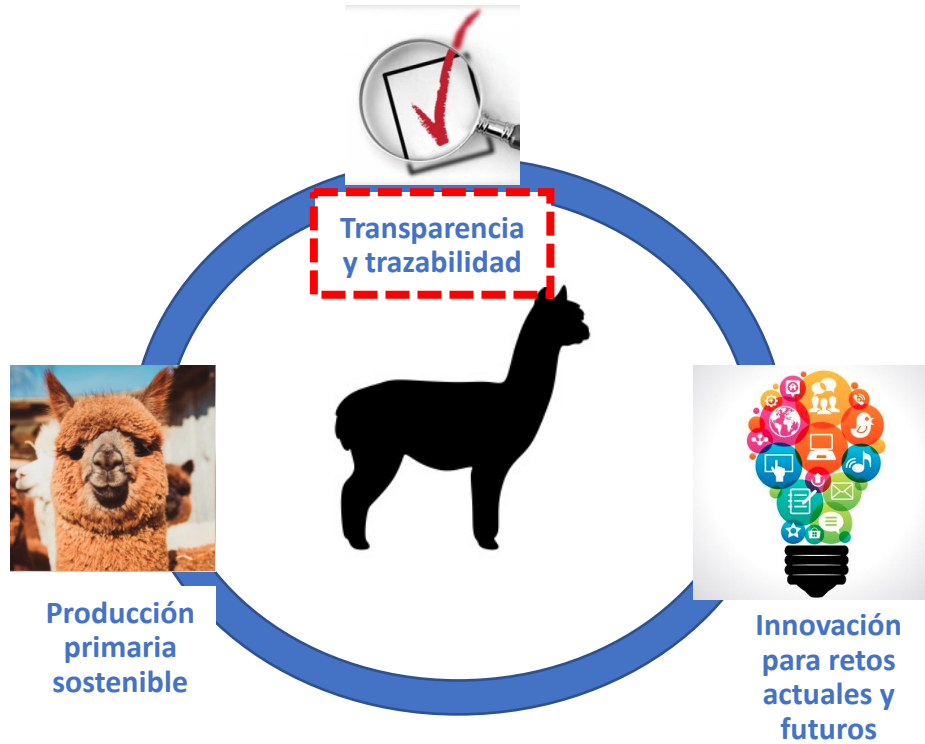 Transparencia
y trazabilidad
Producción
primaria
sostenible
Innovación
para retos
actuales y
futuros